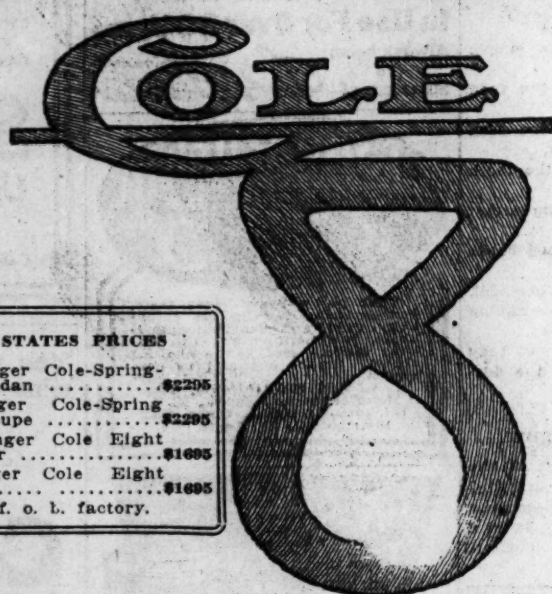 COLE
8
STATES PRICES
ger Cole-Spring-
dan .......... $2295
ger Cole-Spring
upe .......... $2295
nger Cole Eight
r .............. $1695
er Cole Eight
..... .......... $1695
f. o. b. factory.